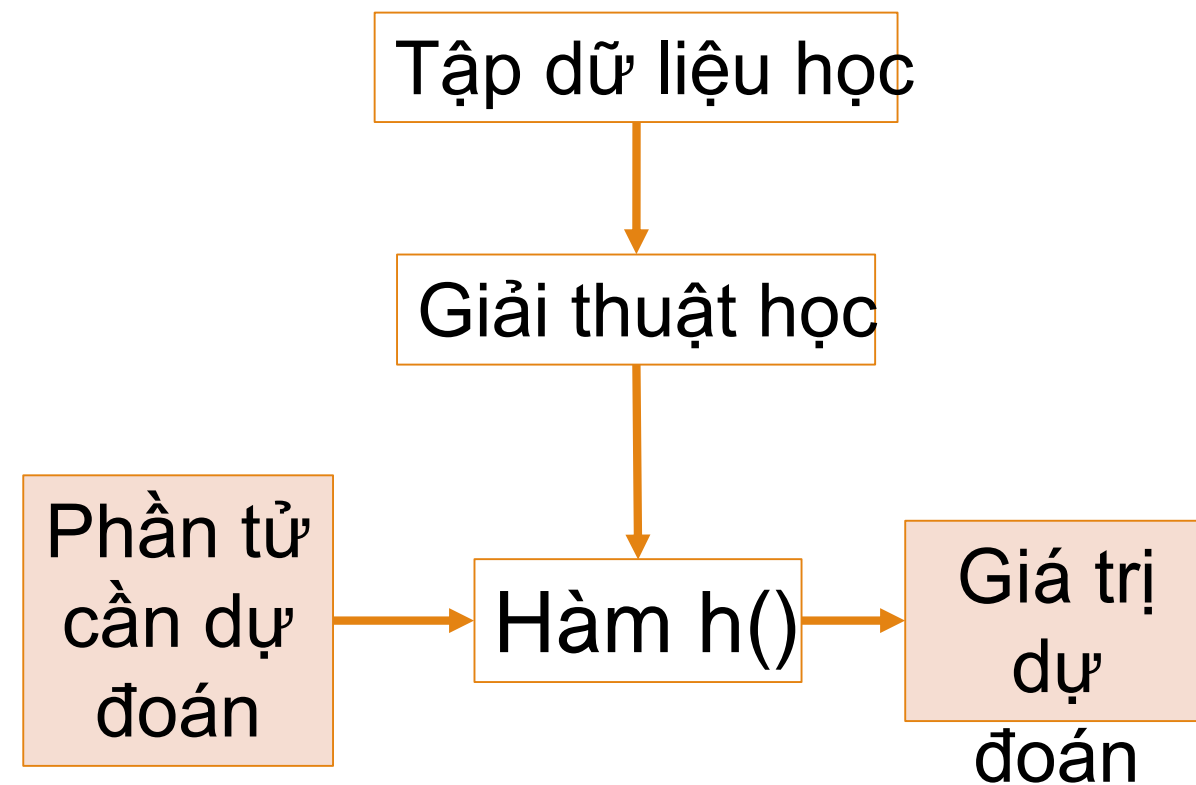 Tập dữ liệu học
Giải thuật học
Phần tử
cần dự
đoán
Hàm h()
Giá trị
dự
đoán